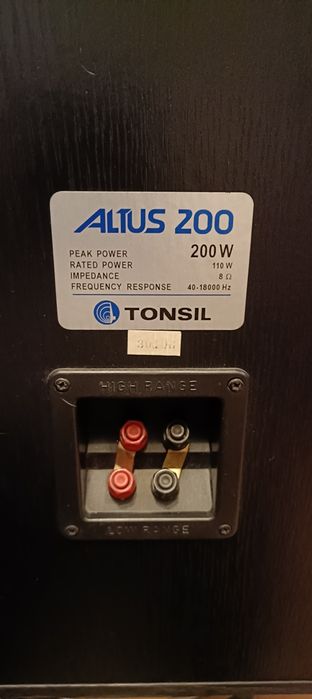 ALTUS 200
PEAK POWER 200 W
RATED POWER 110 W
IMPEDANCE 8 Ω
FREQUENCY RESPONSE 40-18000 Hz
TONSIL
HIGH RANGE
LOW RANGE